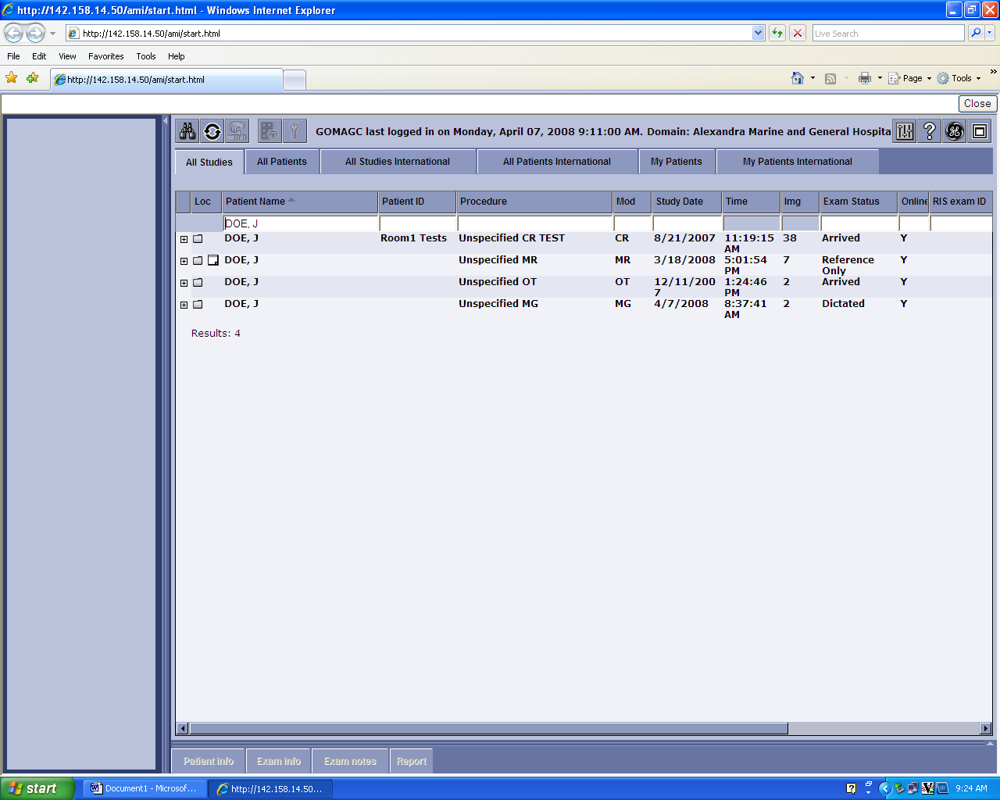 http://142.158.14.50/ami/start.html - Windows Internet Explorer
http://142.158.14.50/ami/start.html
Live Search
File Edit View Favorites Tools Help
http://142.158.14.50/ami/start.html
Page Tools
Close
GOMAGC last logged in on Monday, April 07, 2008 9:11:00 AM. Domain: Alexandra Marine and General Hospita
All Studies All Patients All Studies International All Patients International My Patients My Patients International
Loc Patient Name Patient ID Procedure Mod Study Date Time Img Exam Status Online RIS exam ID
DOE, J
DOE, J Room1 Tests Unspecified CR TEST CR 8/21/2007 11:19:15 38 Arrived Y
AM
DOE, J Unspecified MR MR 3/18/2008 5:01:54 7 Reference Y
PM Only
DOE, J Unspecified OT OT 12/11/200 1:24:46 2 Arrived Y
7 PM
DOE, J Unspecified MG MG 4/7/2008 8:37:41 2 Dictated Y
AM
Results: 4
Patient info Exam info Exam notes Report
start Document1 - Microsof... http://142.158.14.50... 9:24 AM